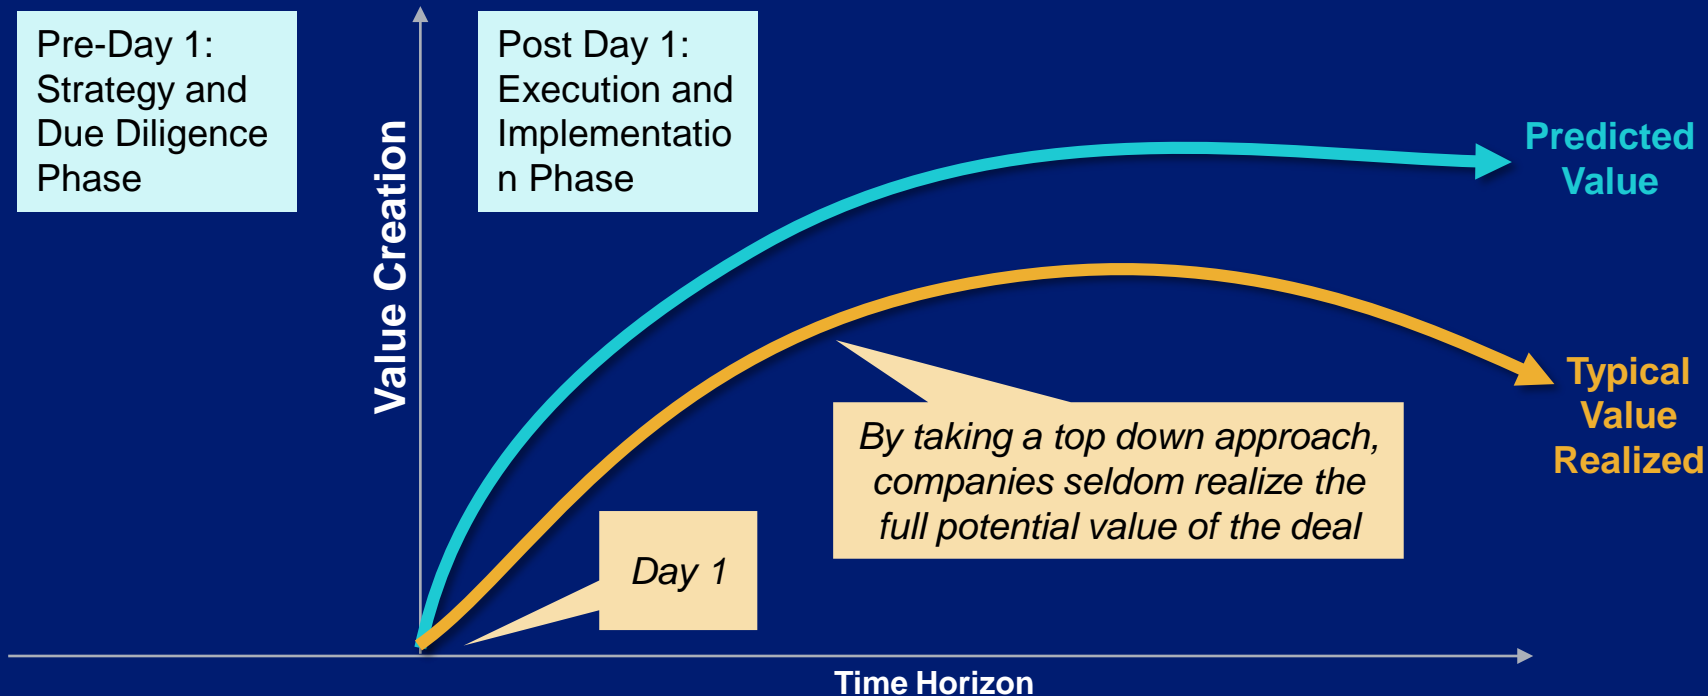 Pre-Day 1:
Strategy and
Due Diligence
Phase
Post Day 1:
Execution and
Implementatio
n Phase
Value Creation
Predicted
Value
Typical
Value
Realized
By taking a top down approach,
companies seldom realize the
full potential value of the deal
Day 1
Time Horizon